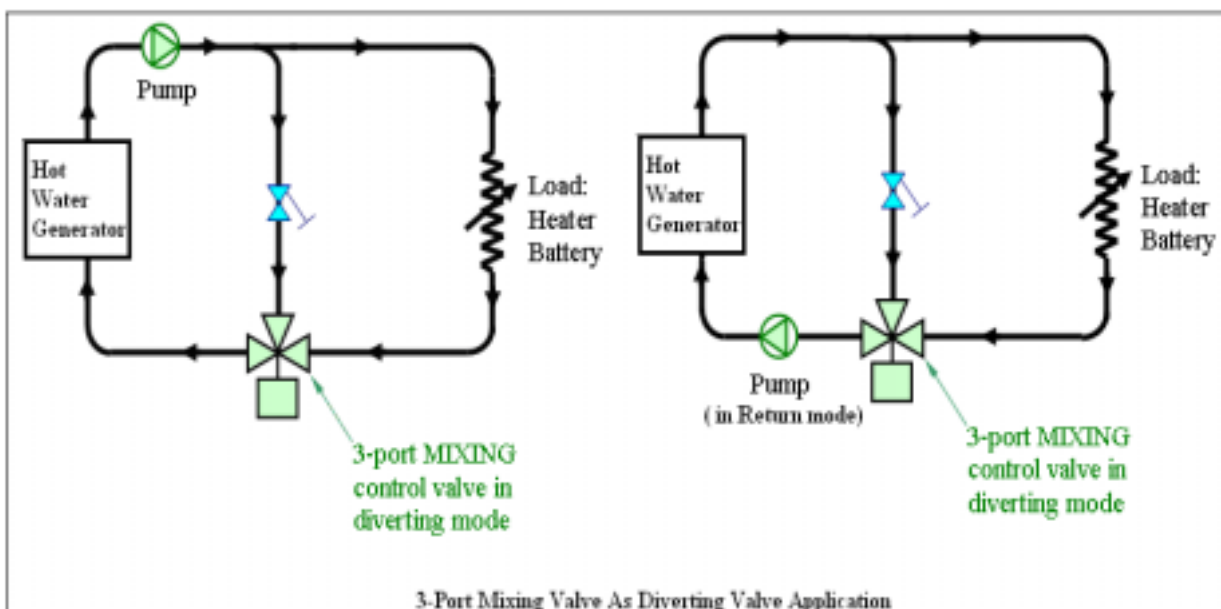 Pump
Hot
Water
Generator
Load:
Heater
Battery
3-port MIXING
control valve in
diverting mode
Hot
Water
Generator
Load:
Heater
Battery
Pump
( in Return mode)
3-port MIXING
control valve in
diverting mode
3-Port Mixing Valve As Diverting Valve Application